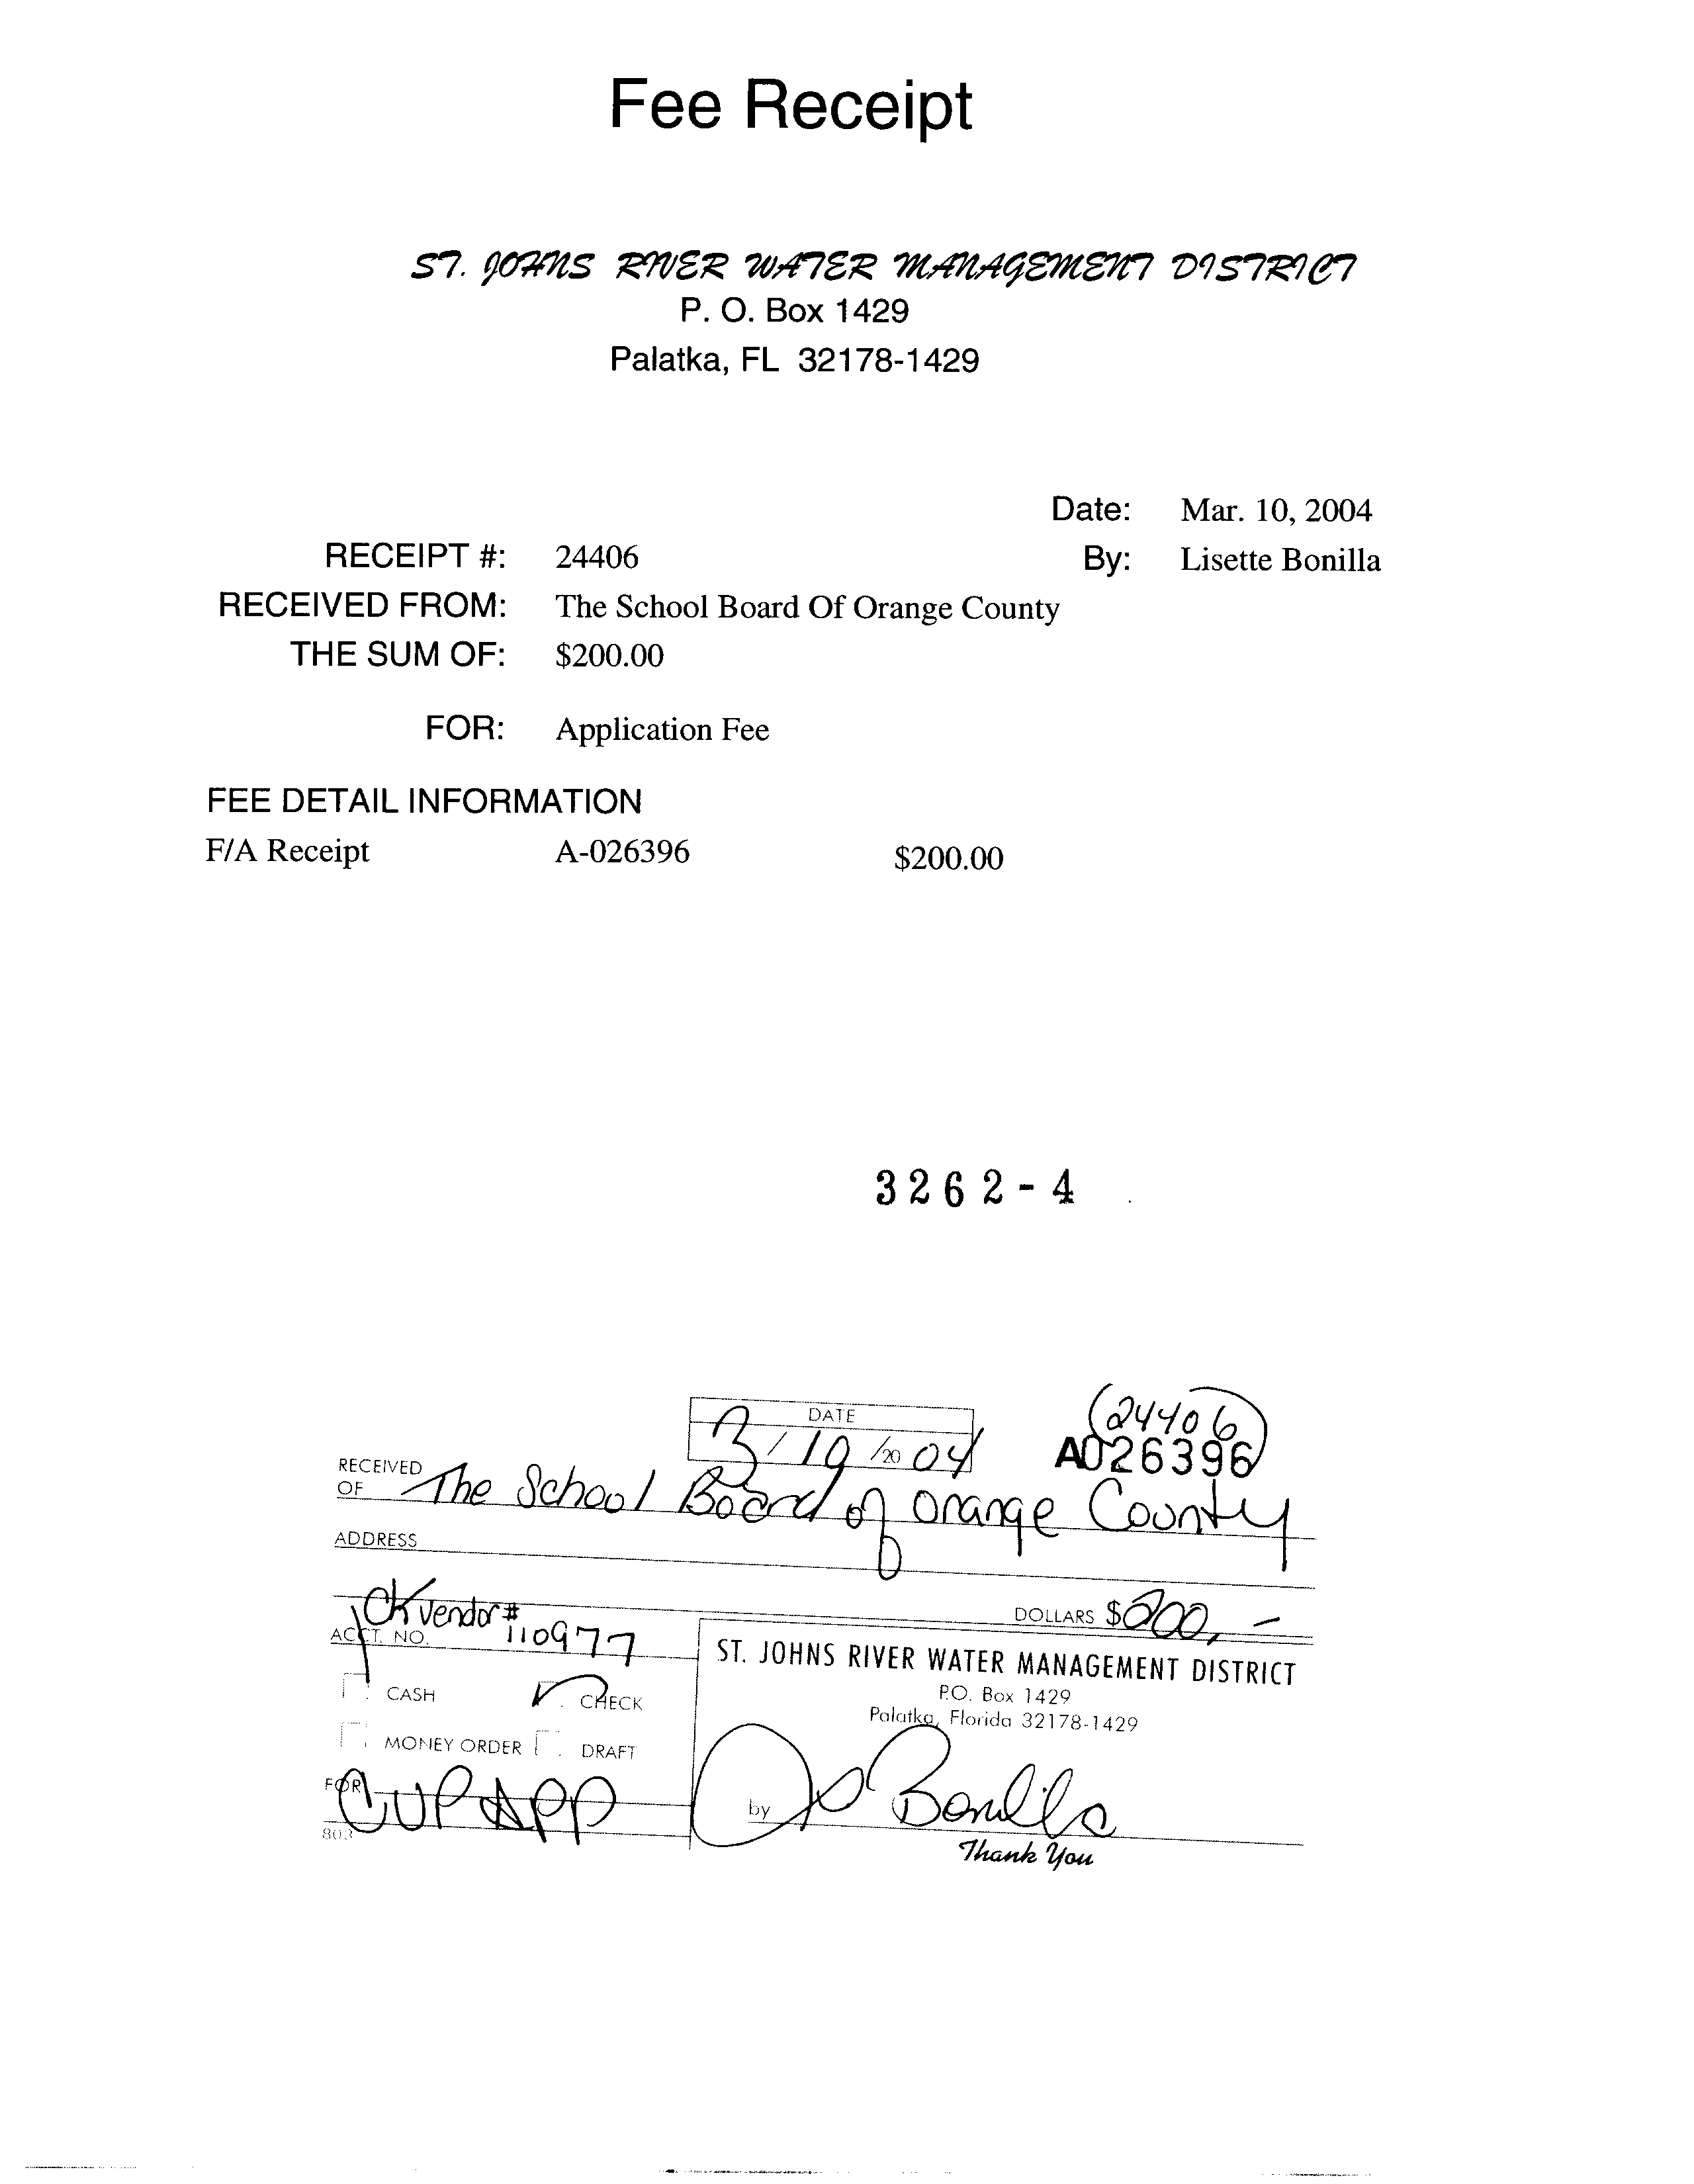 Fee Receipt
ST. JOHNS RIVER WATER MANAGEMENT DISTRICT
P. O. Box 1429
Palatka, FL 32178-1429
Date: Mar. 10, 2004
RECEIPT #: 24406
By: Lisette Bonilla
RECEIVED FROM: The School Board Of Orange County
THE SUM OF: $200.00
FOR: Application Fee
FEE DETAIL INFORMATION
F/A Receipt A-026396 $200.00
3262-4
24406
DATE
3/10/2004
A026396
RECEIVED OF The School Board of Orange County
ADDRESS
DOLLARS $200,-
CK vendor #
ACCT. NO. 110977
CASH CHECK
MONEY ORDER DRAFT
FOR CUP APP
803
ST. JOHNS RIVER WATER MANAGEMENT DISTRICT
P.O. Box 1429
Palatka, Florida 32178-1429
by Bonilla
Thank You